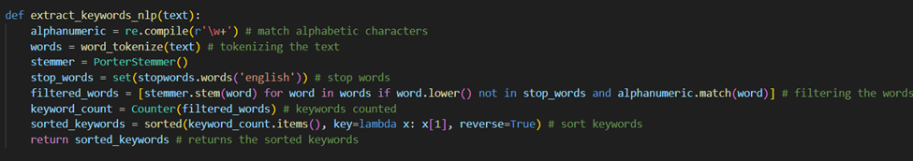 def extract_keywords_nlp(text):
    alphanumeric = re.compile(r'\w+') # match alphabetic characters
    words = word_tokenize(text) # tokenizing the text
    stemmer = PorterStemmer()
    stop_words = set(stopwords.words('english')) # stop words
    filtered_words = [stemmer.stem(word) for word in words if word.lower() not in stop_words and alphanumeric.match(word)] # filtering the words
    keyword_count = Counter(filtered_words) # keywords counted
    sorted_keywords = sorted(keyword_count.items(), key=lambda x: x[1], reverse=True) # sort keywords
    return sorted_keywords # returns the sorted keywords